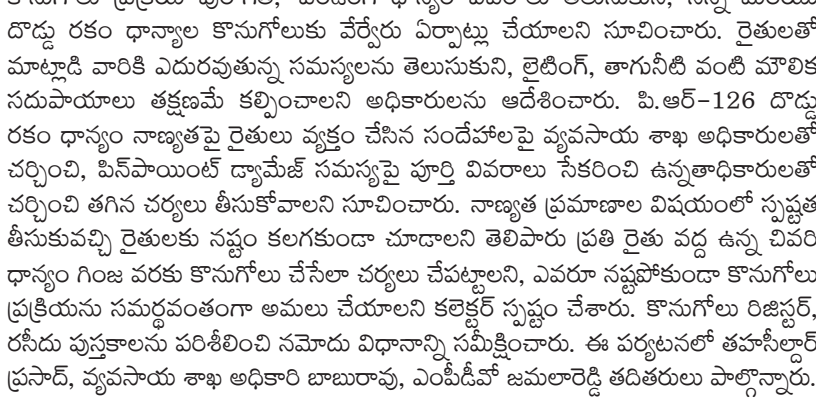 దొడ్డు రకం ధాన్యాల కొనుగోలుకు వేర్వేరు ఏర్పాట్లు చేయాలని సూచించారు. రైతులతో
మాట్లాడి వారికి ఎదురవుతున్న సమస్యలను తెలుసుకుని, లైటింగ్, తాగునీటి వంటి మౌలిక
సదుపాయాలు తక్షణమే కల్పించాలని అధికారులను ఆదేశించారు. పి.ఆర్-126 దొడ్డు
రకం ధాన్యం నాణ్యతపై రైతులు వ్యక్తం చేసిన సందేహాలపై వ్యవసాయ శాఖ అధికారులతో
చర్చించి, పిన్‌పాయింట్ డ్యామేజ్ సమస్యపై పూర్తి వివరాలు సేకరించి ఉన్నతాధికారులతో
చర్చించి తగిన చర్యలు తీసుకోవాలని సూచించారు. నాణ్యత ప్రమాణాల విషయంలో స్పష్టత
తీసుకువచ్చి రైతులకు నష్టం కలగకుండా చూడాలని తెలిపారు ప్రతి రైతు వద్ద ఉన్న చివరి
ధాన్యం గింజ వరకు కొనుగోలు చేసేలా చర్యలు చేపట్టాలని, ఎవరూ నష్టపోకుండా కొనుగోలు
ప్రక్రియను సమర్థవంతంగా అమలు చేయాలని కలెక్టర్ స్పష్టం చేశారు. కొనుగోలు రిజిస్టర్,
రసీదు పుస్తకాలను పరిశీలించి నమోదు విధానాన్ని సమీక్షించారు. ఈ పర్యటనలో తహసీల్దార్
ప్రసాద్, వ్యవసాయ శాఖ అధికారి బాబురావు, ఎంపీడీవో జమలారెడ్డి తదితరులు పాల్గొన్నారు.